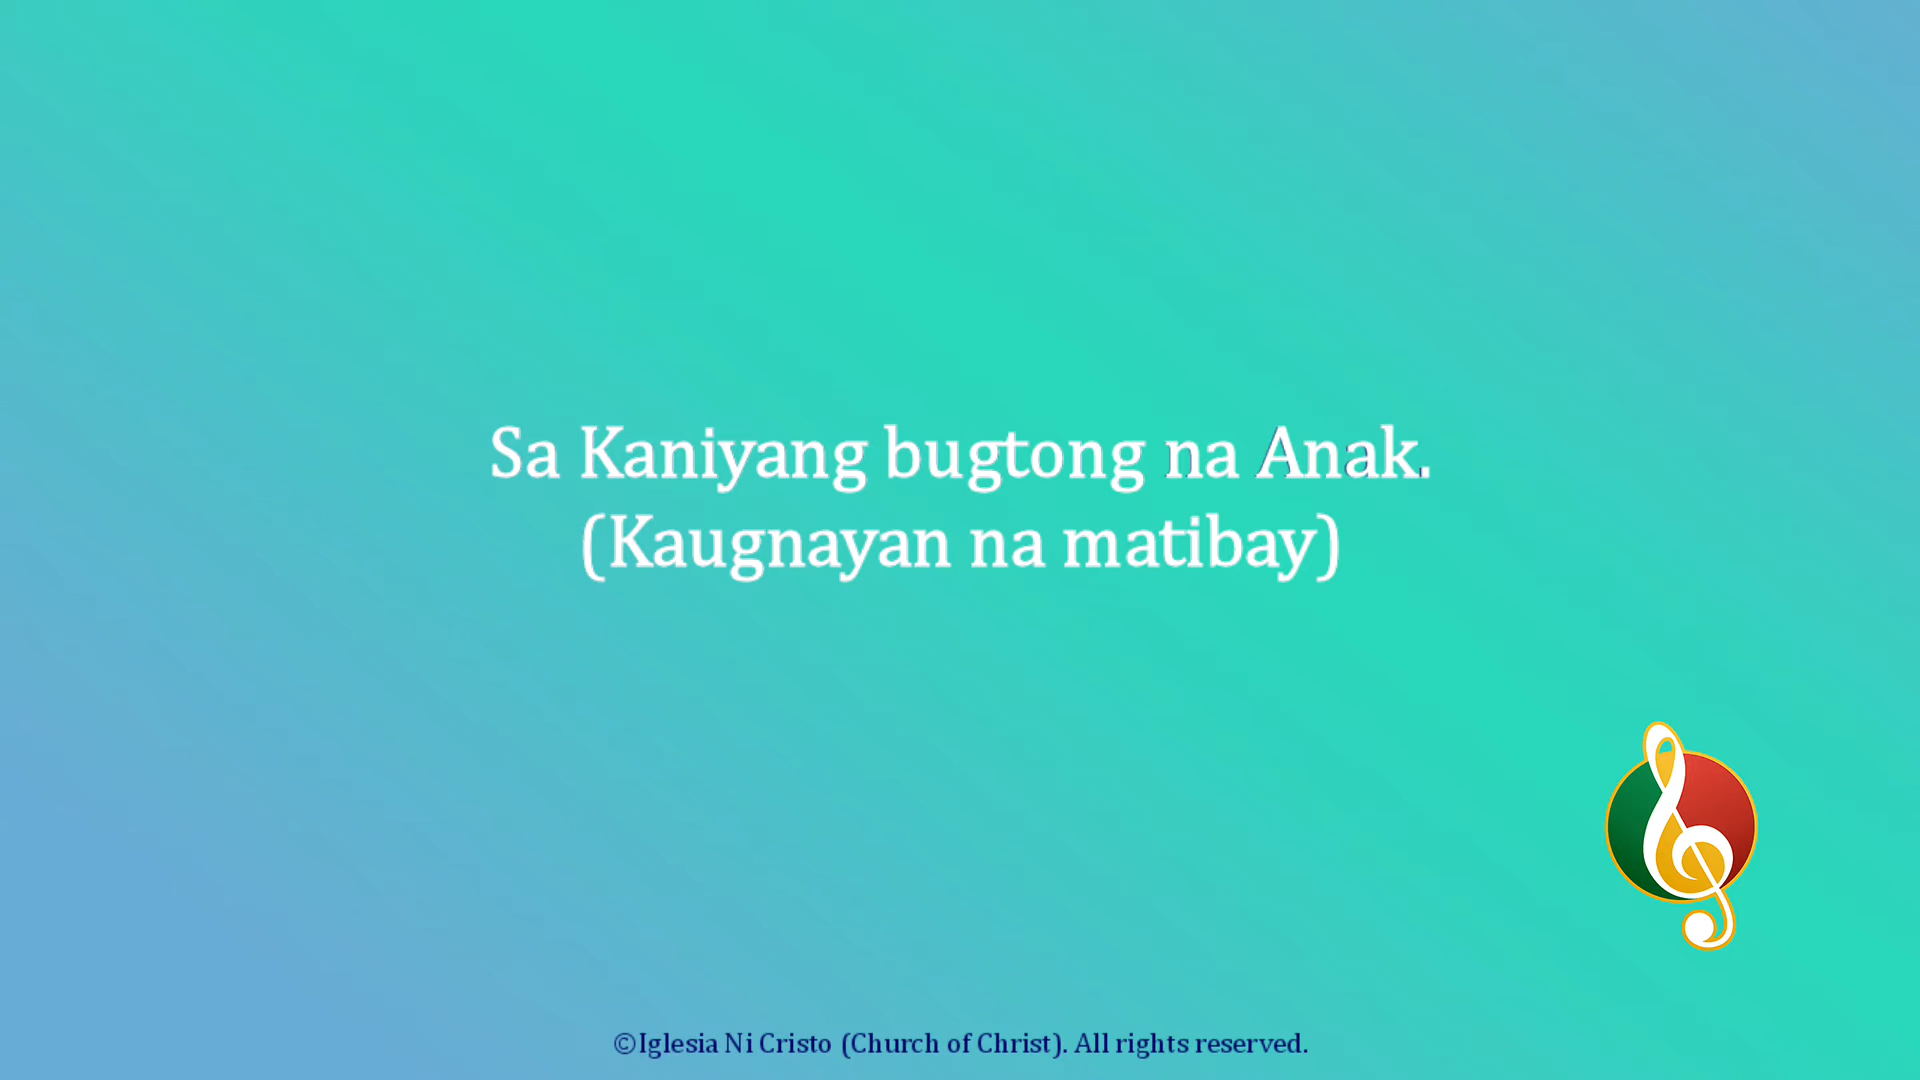 Sa Kaniyang bugtong na Anak.
(Kaugnayan na matibay)
©Iglesia Ni Cristo (Church of Christ). All rights reserved.